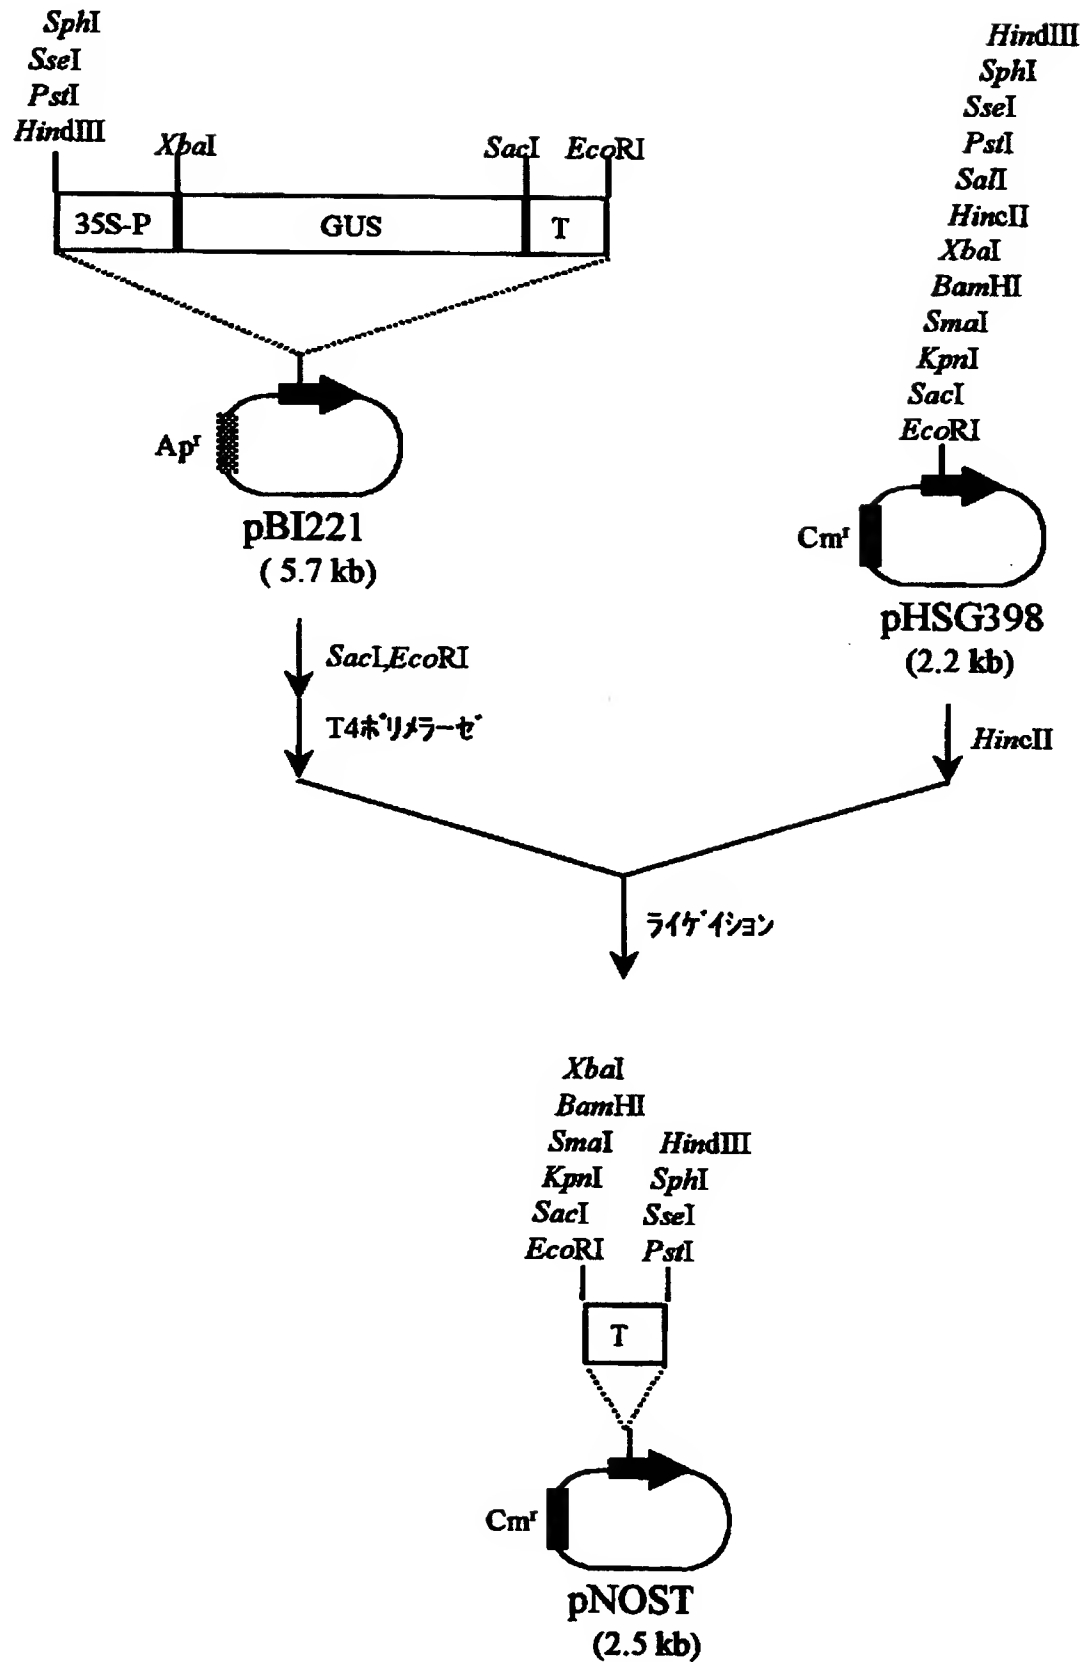 SphI
SseI
PstI
HindIII
XbaI
SacI
EcoRI
35S-P
GUS
T
Apʳ
pBI221
( 5.7 kb)
HindIII
SphI
SseI
PstI
SalI
HincII
XbaI
BamHI
SmaI
KpnI
SacI
EcoRI
Cmʳ
pHSG398
(2.2 kb)
SacI,EcoRI
T4ポリメラーゼ
HincII
ライゲイション
XbaI
BamHI
SmaI
KpnI
SacI
EcoRI
HindIII
SphI
SseI
PstI
T
Cmʳ
pNOST
(2.5 kb)